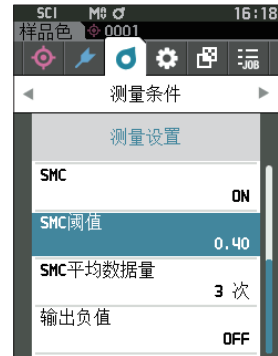 SCI M0 16:18
样品色 0001
-JOB
测量条件
测量设置
SMC
ON
SMC阈值
0.40
SMC平均数据量
3 次
输出负值
OFF